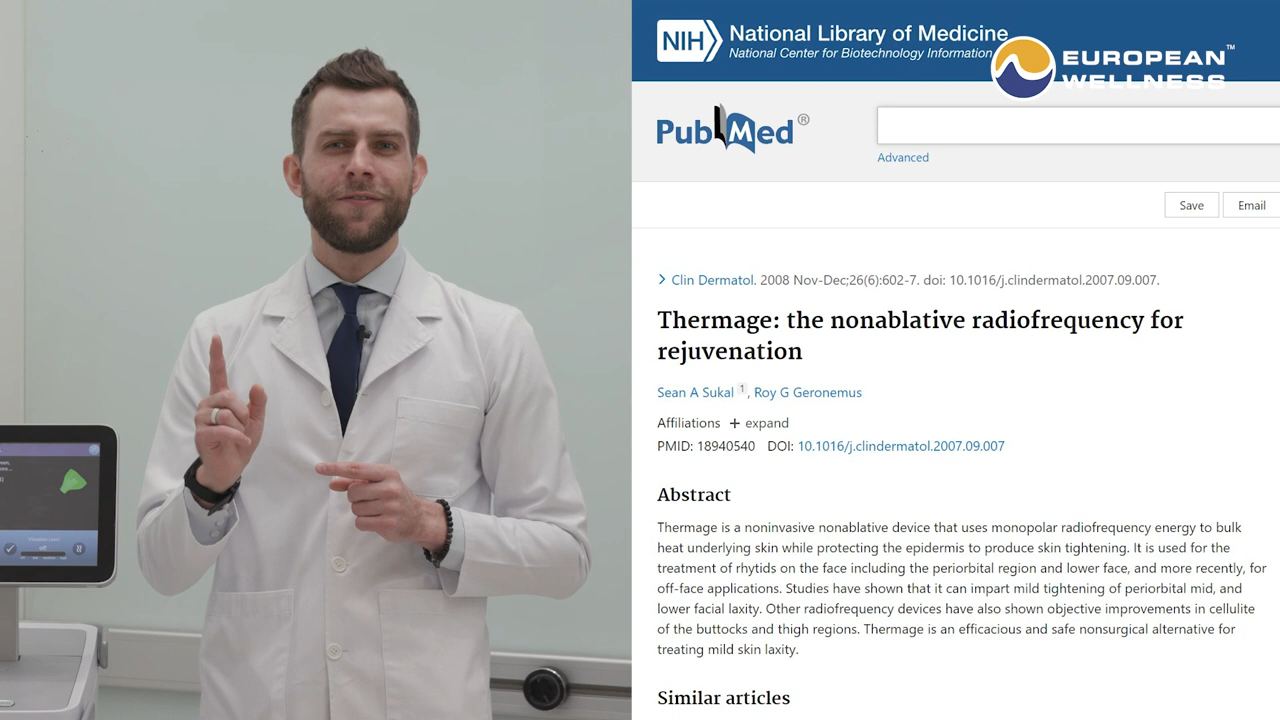 NIH
National Library of Medicine
National Center for Biotechnology Information
EUROPEAN
WELLNESS™
PubMed®
Advanced
Save
Email
Clin Dermatol. 2008 Nov-Dec;26(6):602-7. doi: 10.1016/j.clindermatol.2007.09.007.
Thermage: the nonablative radiofrequency for
rejuvenation
Sean A Sukal 1, Roy G Geronemus
Affiliations + expand
PMID: 18940540 DOI: 10.1016/j.clindermatol.2007.09.007
Abstract
Thermage is a noninvasive nonablative device that uses monopolar radiofrequency energy to bulk
heat underlying skin while protecting the epidermis to produce skin tightening. It is used for the
treatment of rhytids on the face including the periorbital region and lower face, and more recently, for
off-face applications. Studies have shown that it can impart mild tightening of periorbital mid, and
lower facial laxity. Other radiofrequency devices have also shown objective improvements in cellulite
of the buttocks and thigh regions. Thermage is an efficacious and safe nonsurgical alternative for
treating mild skin laxity.
Similar articles